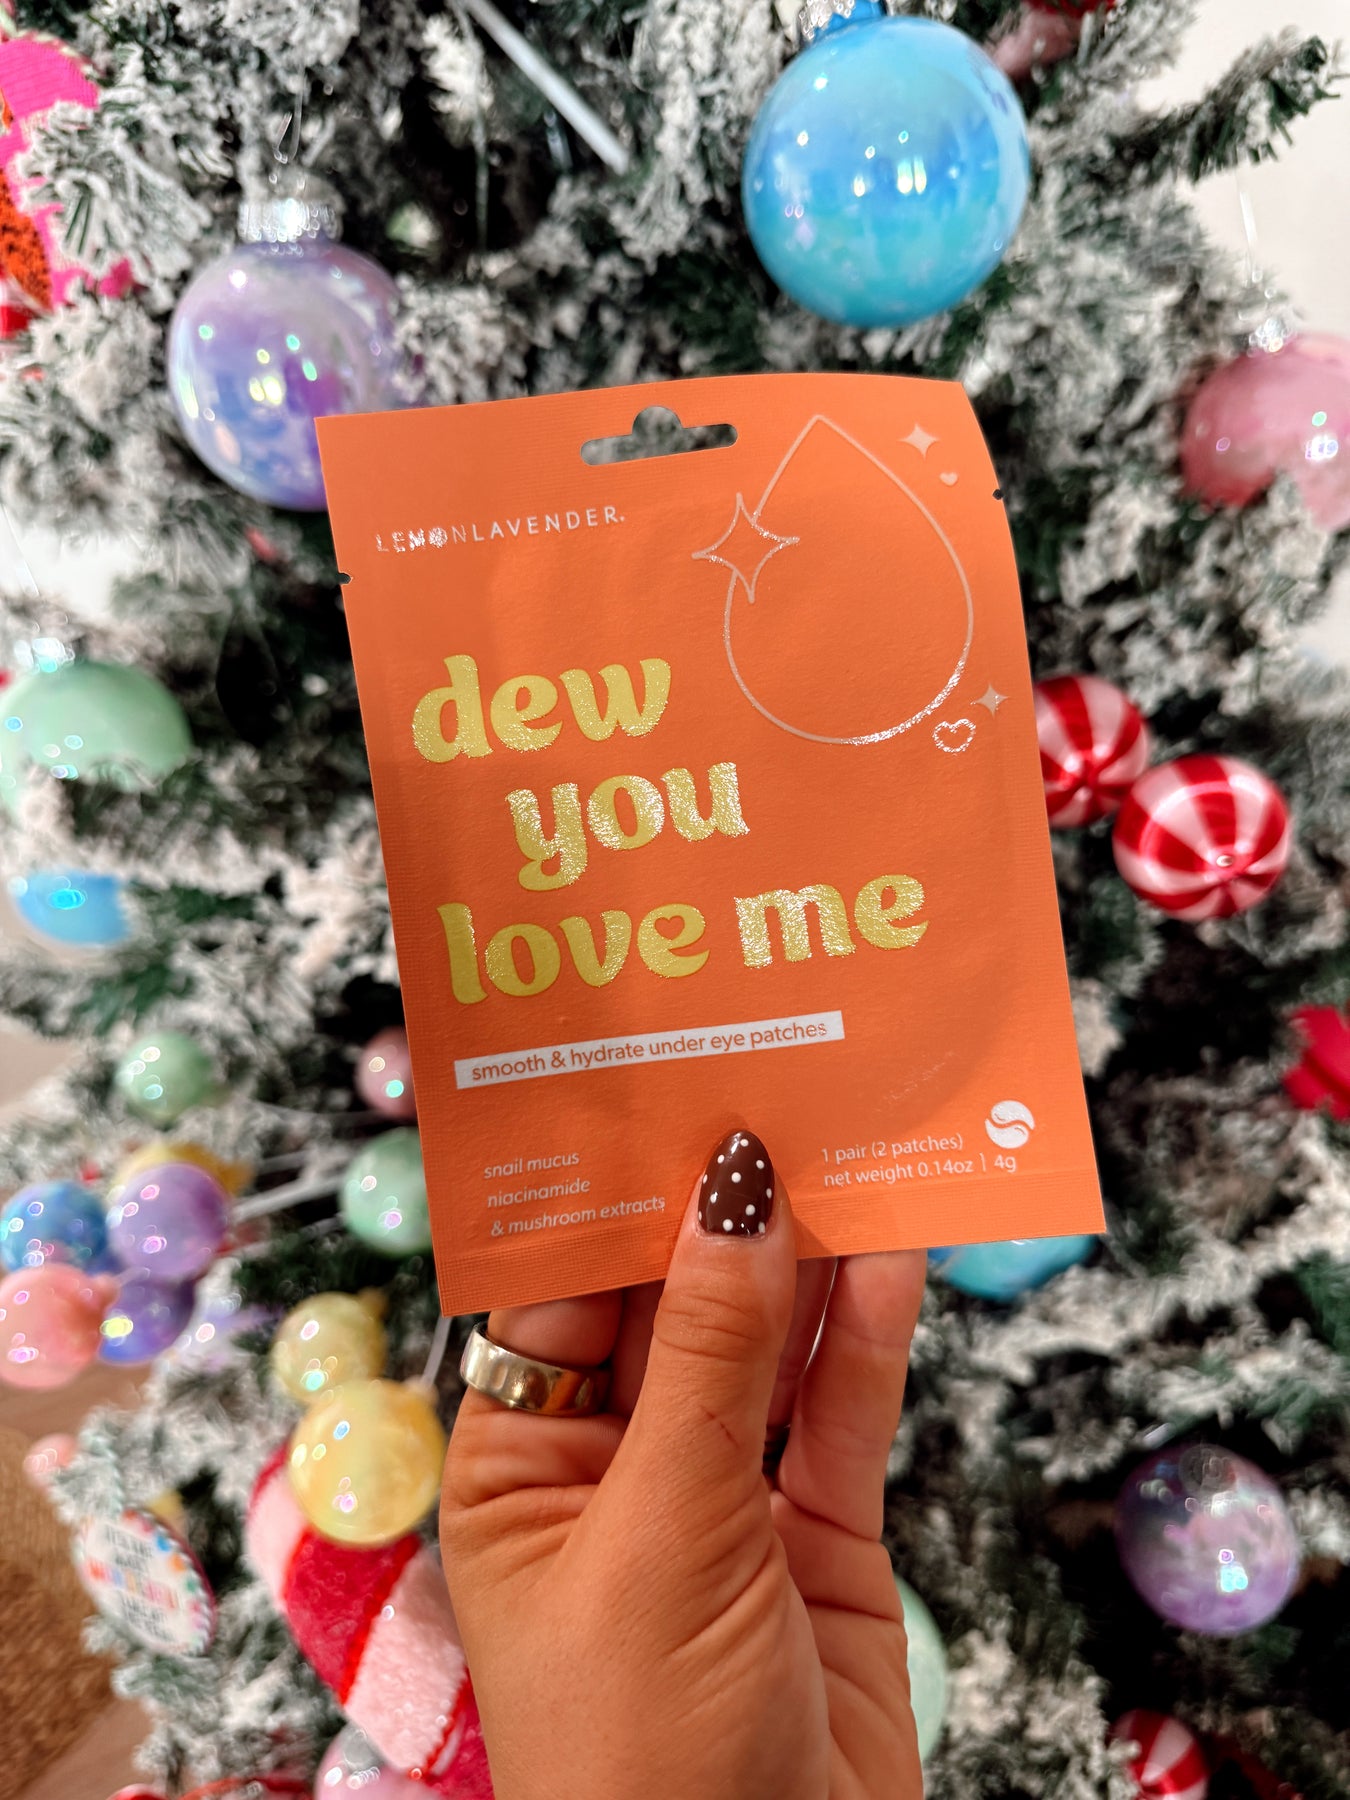 LEMONLAVENDER.
dew
you
love me
smooth & hydrate under eye patches
snail mucus
niacinamide
& mushroom extracts
1 pair (2 patches)
net weight 0.14oz | 4g